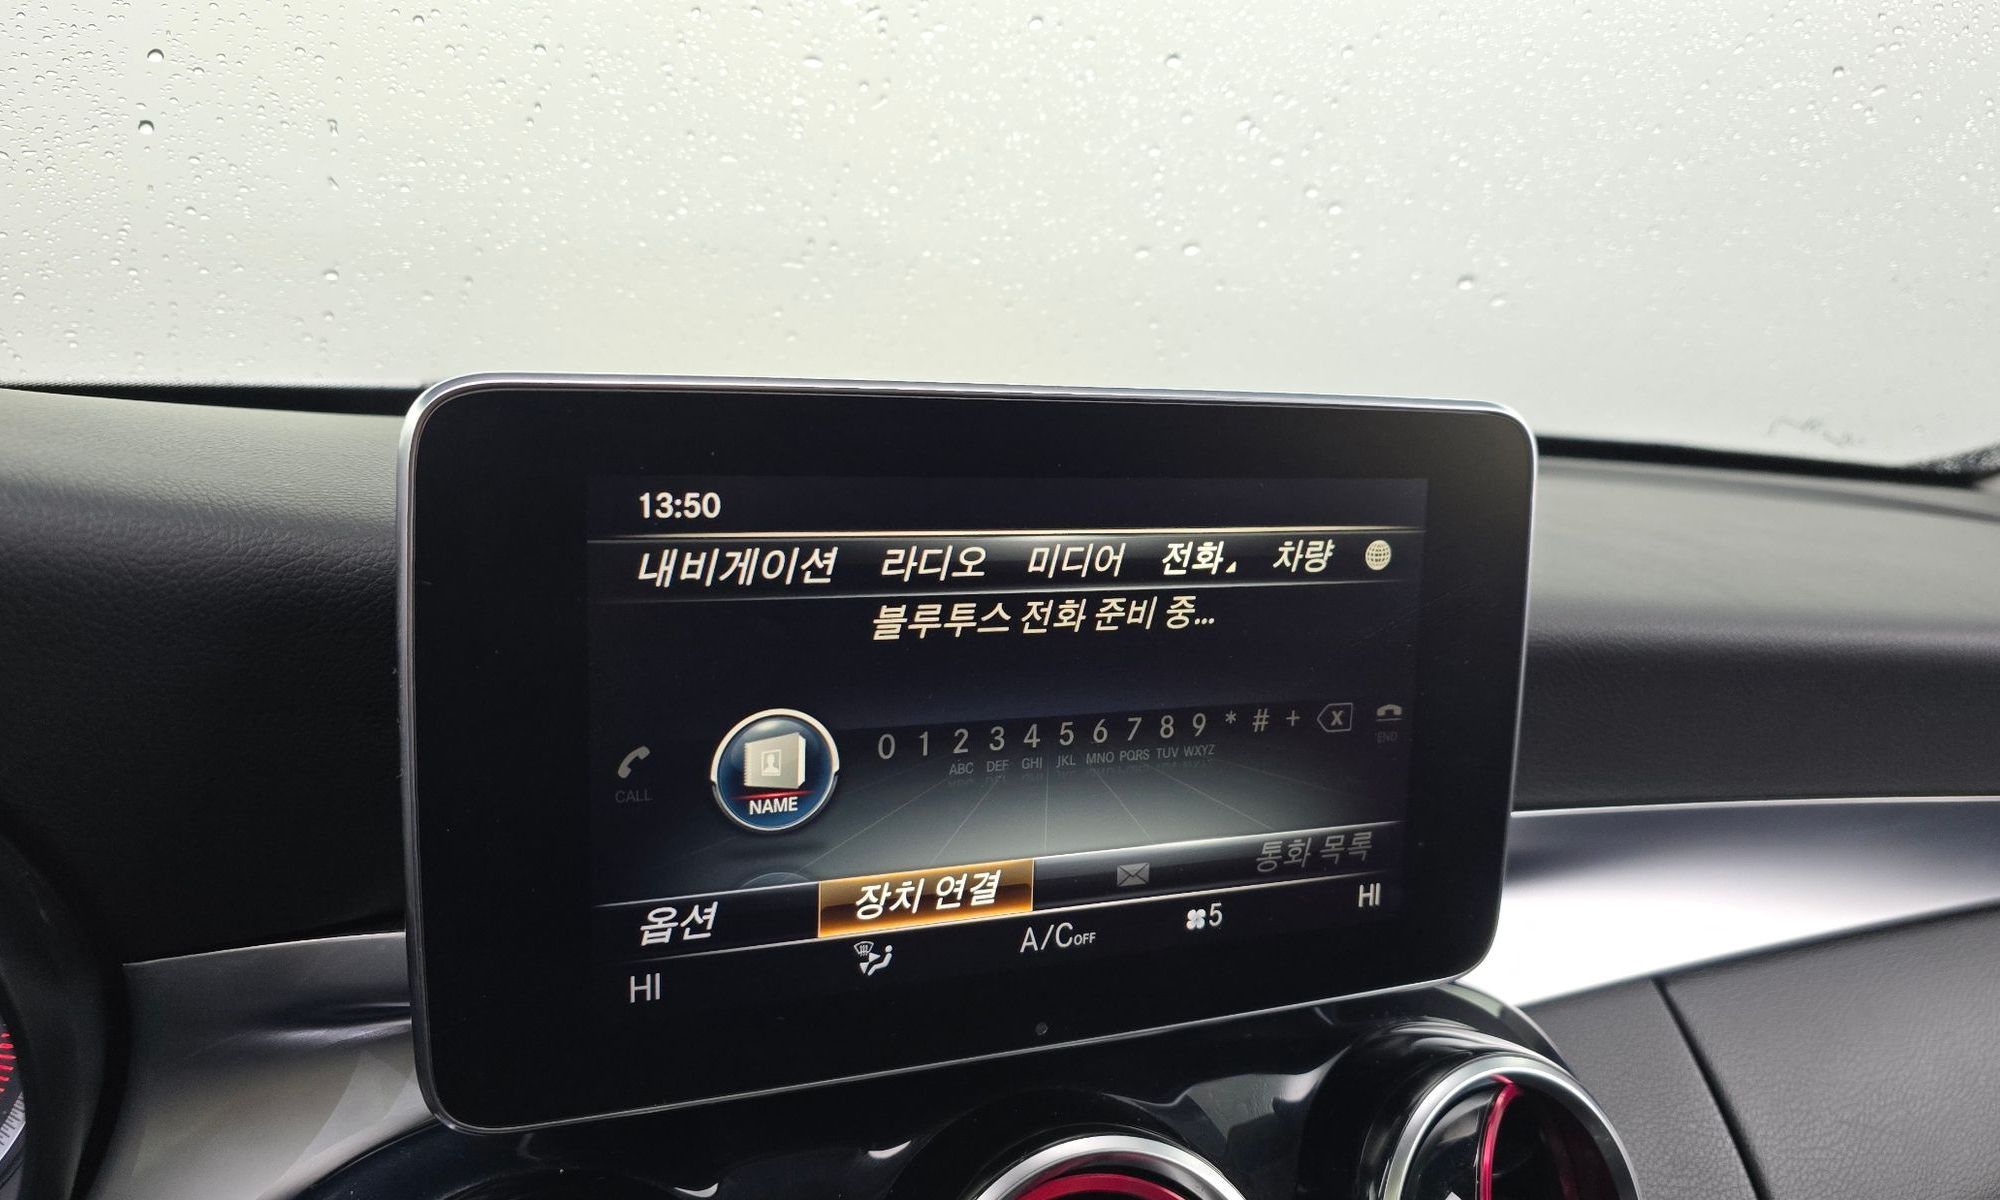 13:50
내비게이션 라디오 미디어 전화 차량
블루투스 전화 준비 중...
0 1 2 3 4 5 6 7 8 9 * # + X
ABC DEF GHI JKL MNO PQRS TUV WXYZ
CALL NAME END
옵션 장치 연결 통화 목록
HI A/C OFF 5 HI